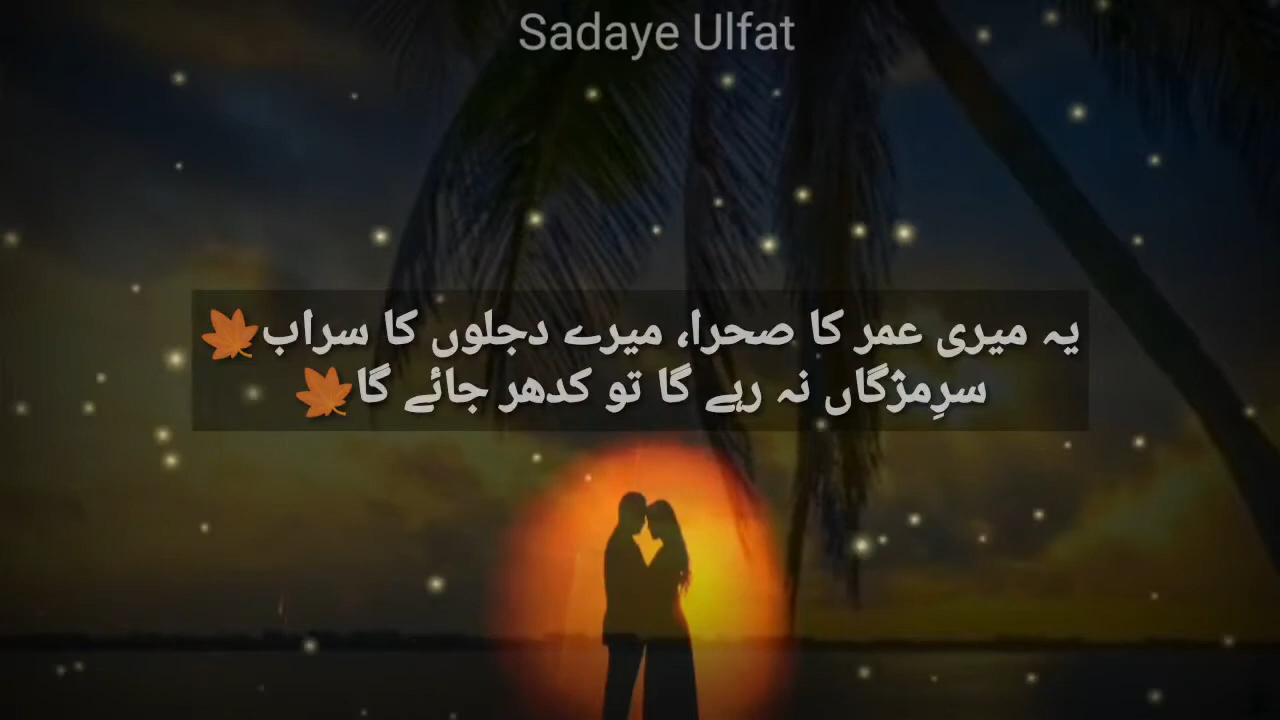 Sadaye Ulfat
یہ میری عمر کا صحرا، میرے دجلوں کا سراب🍁
سرِمژگاں نہ رہے گا تو کدھر جائے گا🍁